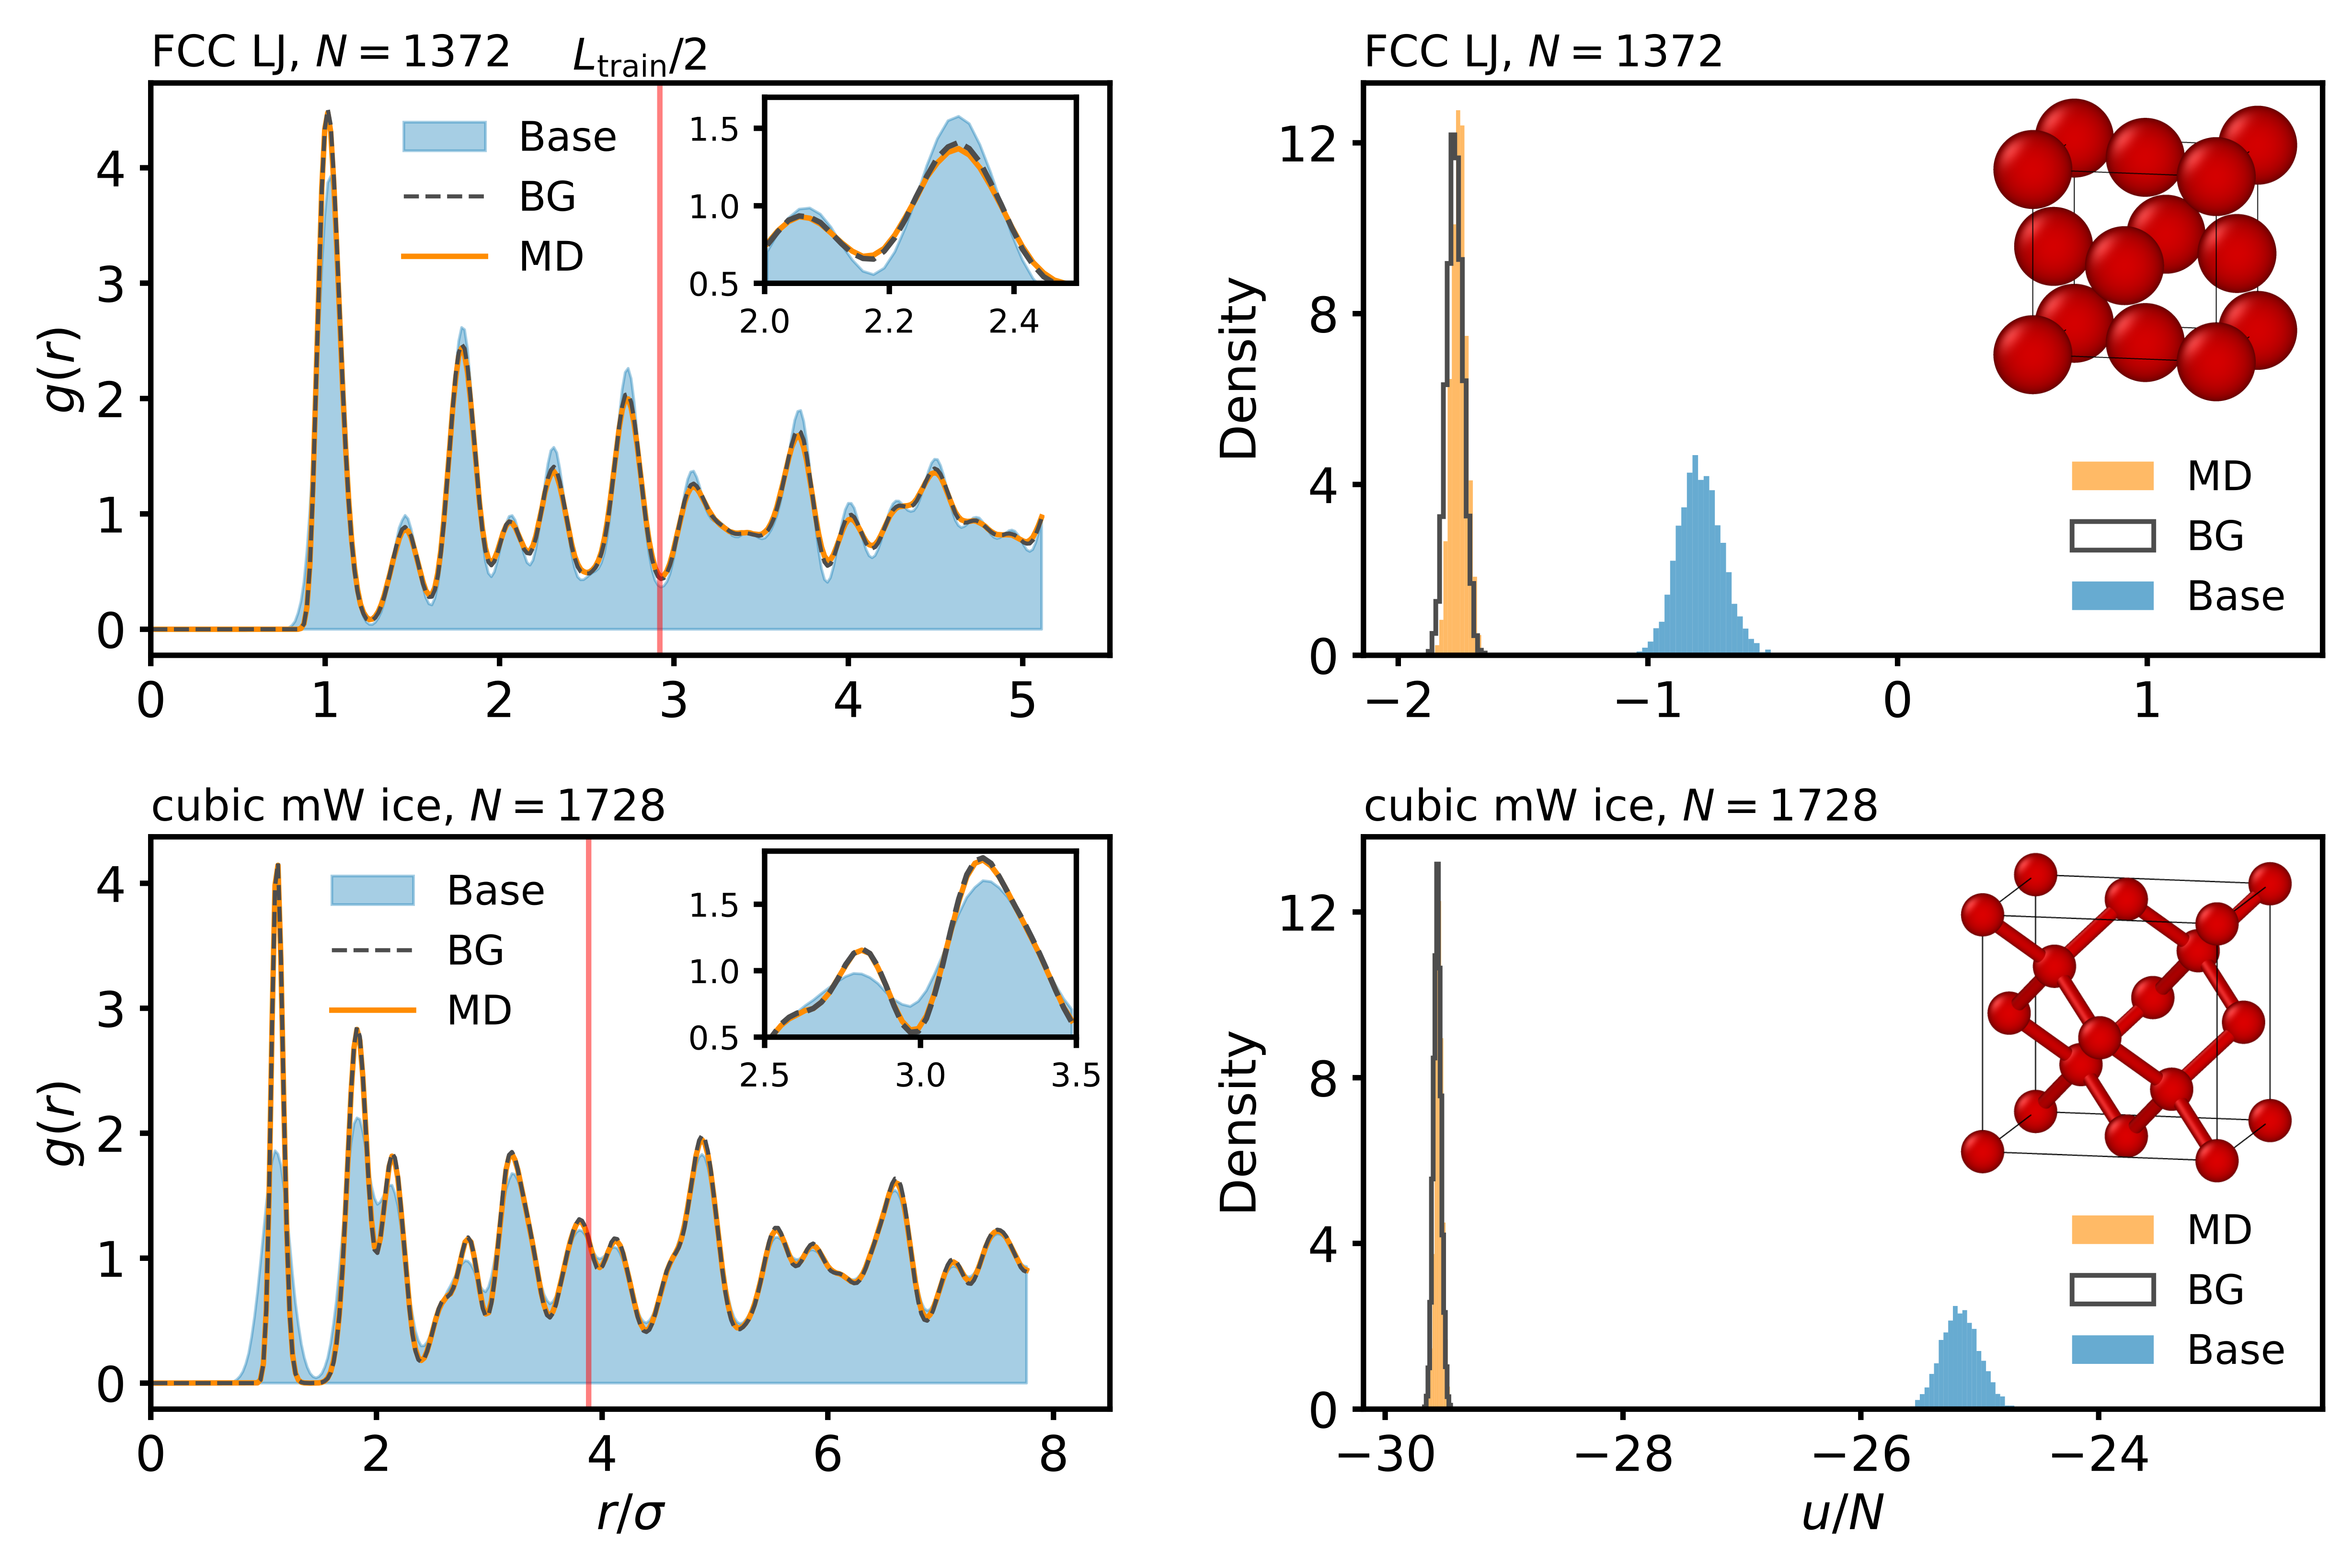 FCC LJ, N = 1372
L_train/2
g(r)
4
3
2
1
0
Base
BG
MD
1.5
1.0
0.5
2.0 2.2 2.4
0 1 2 3 4 5
FCC LJ, N = 1372
Density
12
8
4
0
MD
BG
Base
−2 −1 0 1
cubic mW ice, N = 1728
g(r)
4
3
2
1
0
Base
BG
MD
1.5
1.0
0.5
2.5 3.0 3.5
0 2 4 6 8
r/σ
cubic mW ice, N = 1728
Density
12
8
4
0
MD
BG
Base
−30 −28 −26 −24
u/N